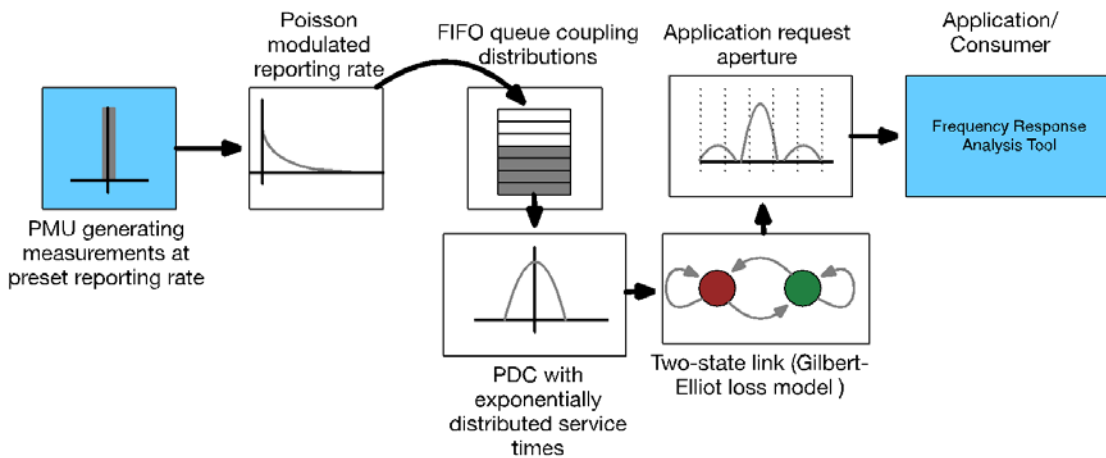 Poisson
modulated
reporting rate
FIFO queue coupling
distributions
Application request
aperture
Application/
Consumer
Frequency Response
Analysis Tool
PMU generating
measurements at
preset reporting rate
PDC with
exponentially
distributed service
times
Two-state link (Gilbert-
Elliot loss model )